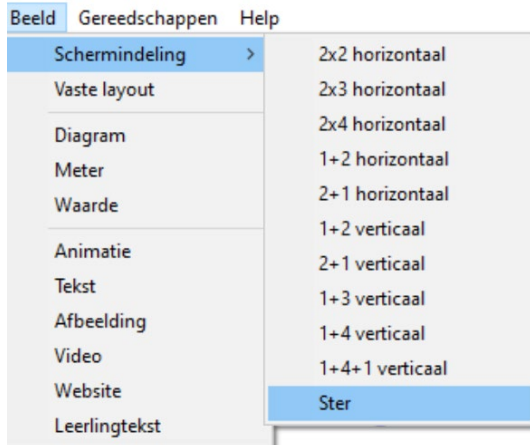 Beeld Gereedschappen Help
Schermindeling >
Vaste layout
Diagram
Meter
Waarde
Animatie
Tekst
Afbeelding
Video
Website
Leerlingtekst
2x2 horizontaal
2x3 horizontaal
2x4 horizontaal
1+2 horizontaal
2+1 horizontaal
1+2 verticaal
2+1 verticaal
1+3 verticaal
1+4 verticaal
1+4+1 verticaal
Ster